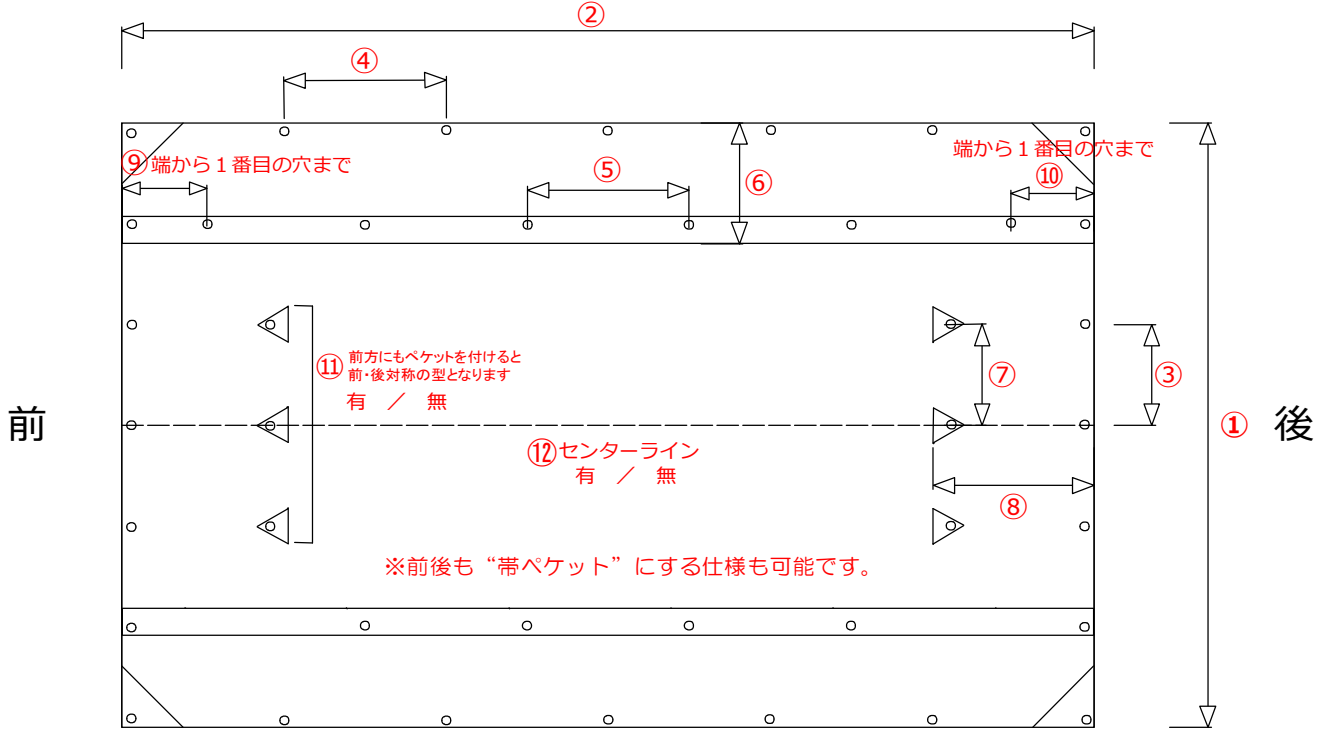 ②
④
⑨ 端から1番目の穴まで
端から1番目の穴まで
⑤
⑥
⑩
⑪ 前方にもペケットを付けると
前・後対称の型となります
有 / 無
⑦
③
前
① 後
⑫ センターライン
有 / 無
⑧
※前後も“帯ペケット”にする仕様も可能です。